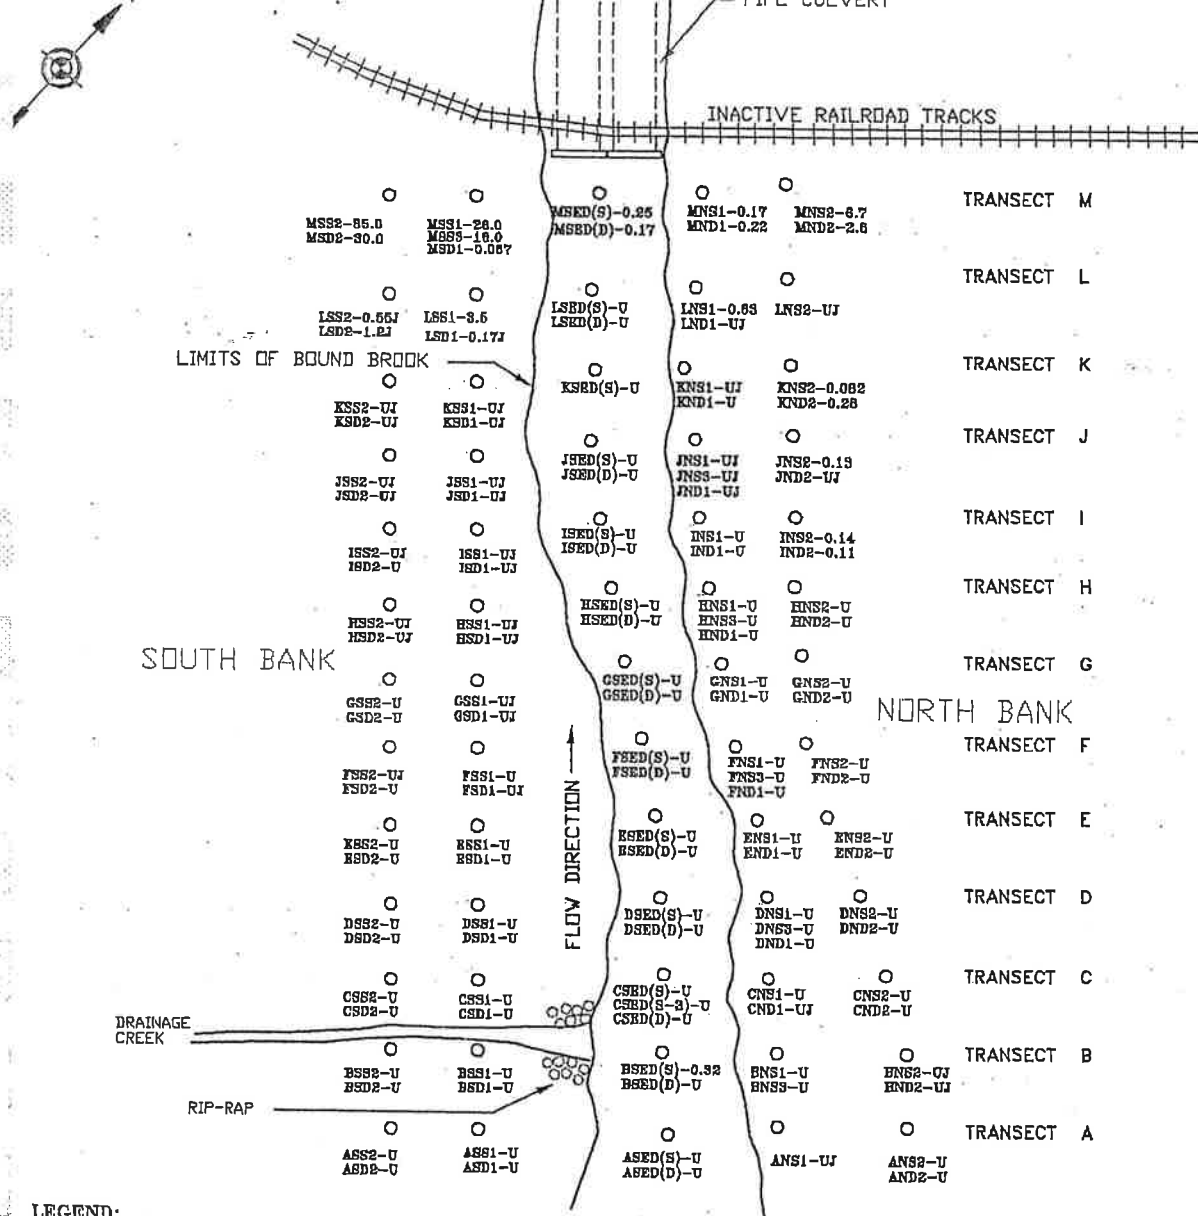 PIPE CULVERT
INACTIVE RAILROAD TRACKS
TRANSECT M
MSS2-85.0
MSD2-30.0
MSS1-26.0
MSS3-16.0
MSD1-0.087
MSED(S)-0.25
MSED(D)-0.17
MNS1-0.17
MND1-0.22
MNS2-6.7
MND2-2.6
TRANSECT L
LSS2-0.55J
LSD2-1.2J
LSS1-3.5
LSD1-0.17J
LSED(S)-U
LSED(D)-U
LNS1-0.63
LND1-UJ
LNS2-UJ
LIMITS OF BOUND BROOK
TRANSECT K
KSS2-UJ
KSD2-UJ
KSS1-UJ
KSD1-UJ
KSED(S)-U
KNS1-UJ
KND1-U
KNS2-0.082
KND2-0.26
TRANSECT J
JSS2-UJ
JSD2-UJ
JSS1-UJ
JSD1-UJ
JSED(S)-U
JSED(D)-U
JNS1-UJ
JNS3-UJ
JND1-UJ
JNS2-0.13
JND2-UJ
TRANSECT I
ISS2-UJ
ISD2-U
ISS1-UJ
ISD1-UJ
ISED(S)-U
ISED(D)-U
INS1-U
IND1-U
INS2-0.14
IND2-0.11
TRANSECT H
HSS2-UJ
HSD2-UJ
HSS1-UJ
HSD1-UJ
HSED(S)-U
HSED(D)-U
HNS1-U
HNS3-U
HND1-U
HNS2-U
HND2-U
SOUTH BANK
TRANSECT G
GSS2-U
GSD2-U
GSS1-UJ
GSD1-UJ
GSED(S)-U
GSED(D)-U
GNS1-U
GND1-U
GNS2-U
GND2-U
NORTH BANK
TRANSECT F
FSS2-UJ
FSD2-U
FSS1-U
FSD1-UJ
FSED(S)-U
FSED(D)-U
FNS1-U
FNS3-U
FND1-U
FNS2-U
FND2-U
FLOW DIRECTION
TRANSECT E
ESS2-U
ESD2-U
ESS1-U
ESD1-U
ESED(S)-U
ESED(D)-U
ENS1-U
END1-U
ENS2-U
END2-U
TRANSECT D
DSS2-U
DSD2-U
DSS1-U
DSD1-U
DSED(S)-U
DSED(D)-U
DNS1-U
DNS3-U
DND1-U
DNS2-U
DND2-U
TRANSECT C
CSS2-U
CSD2-U
CSS1-U
CSD1-U
CSED(S)-U
CSED(S-3)-U
CSED(D)-U
CNS1-U
CND1-UJ
CNS2-U
CND2-U
DRAINAGE
CREEK
TRANSECT B
BSS2-U
BSD2-U
BSS1-U
BSD1-U
BSED(S)-0.32
BSED(D)-U
BNS1-U
BNS3-U
BNS2-UJ
BND2-UJ
RIP-RAP
TRANSECT A
ASS2-U
ASD2-U
ASS1-U
ASD1-U
ASED(S)-U
ASED(D)-U
ANS1-UJ
ANS2-U
AND2-U
LEGEND: